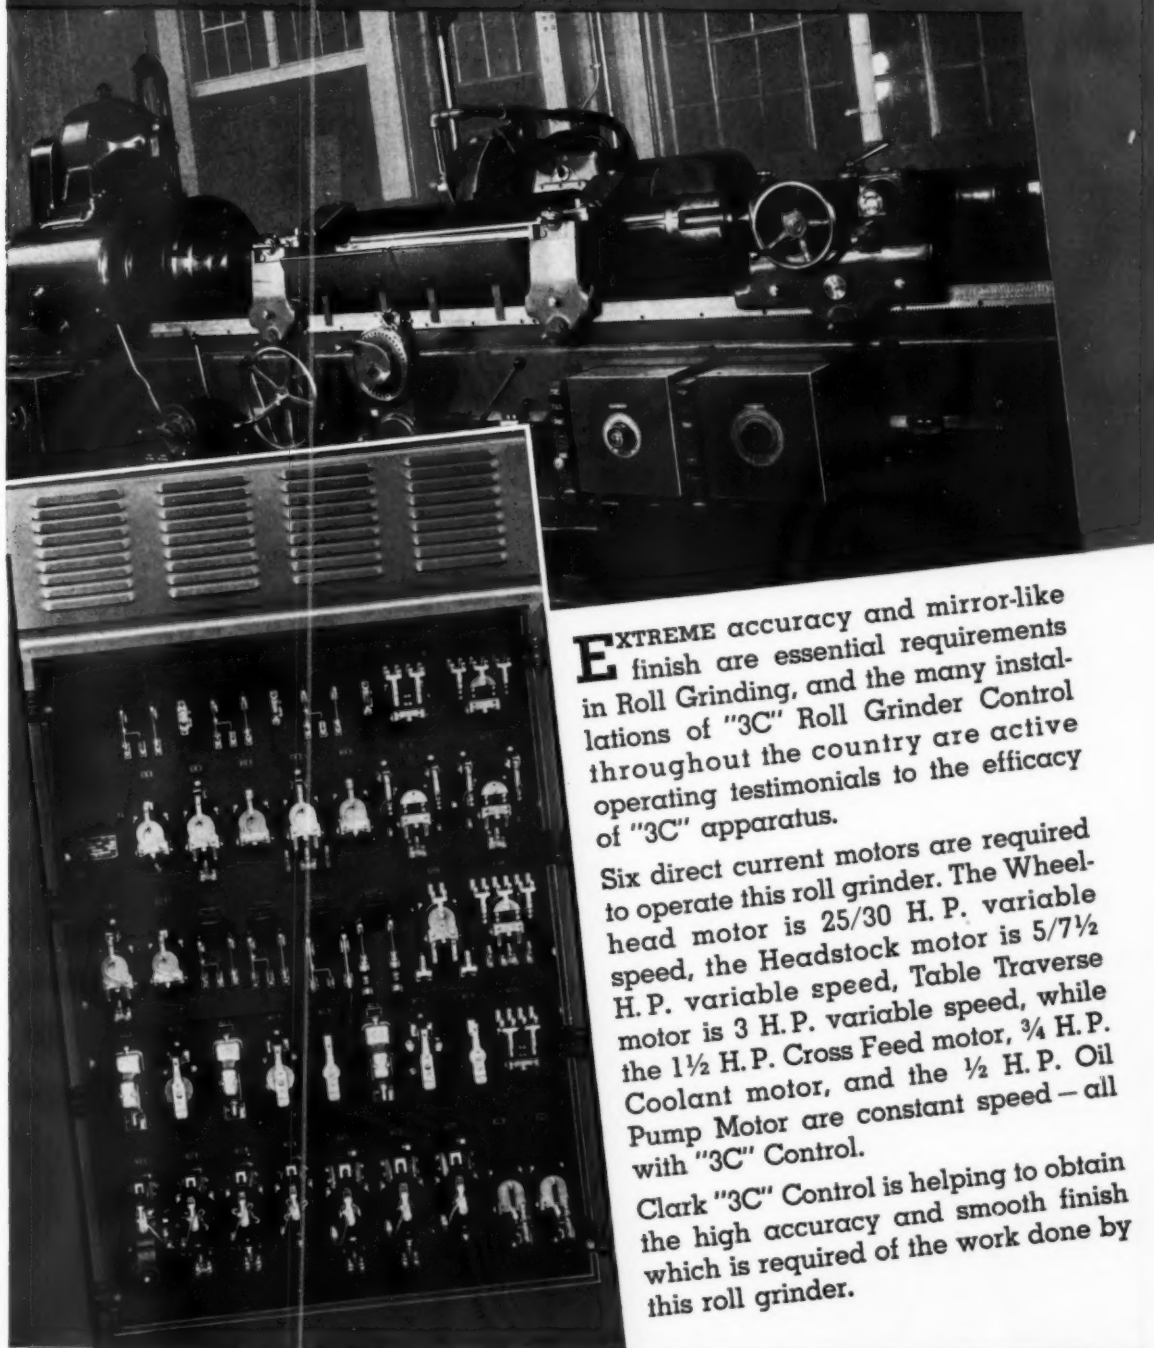 EXTREME accuracy and mirror-like
finish are essential requirements
in Roll Grinding, and the many instal-
lations of "3C" Roll Grinder Control
throughout the country are active
operating testimonials to the efficacy
of "3C" apparatus.
Six direct current motors are required
to operate this roll grinder. The Wheel-
head motor is 25/30 H. P. variable
speed, the Headstock motor is 5/7½
H. P. variable speed, Table Traverse
motor is 3 H. P. variable speed, while
the 1½ H. P. Cross Feed motor, ¾ H. P.
Coolant motor, and the ½ H. P. Oil
Pump Motor are constant speed — all
with "3C" Control.
Clark "3C" Control is helping to obtain
the high accuracy and smooth finish
which is required of the work done by
this roll grinder.